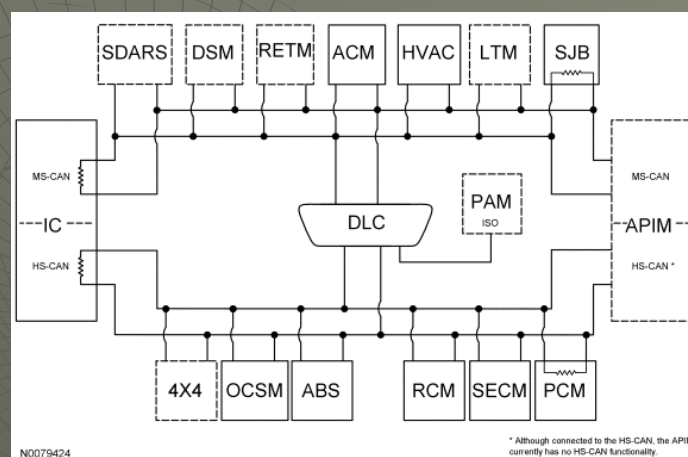 SDARS DSM RETM ACM HVAC LTM SJB
MS-CAN
IC
HS-CAN
DLC
PAM
ISO
MS-CAN
APIM
HS-CAN *
4X4 OCSM ABS RCM SECM PCM
* Although connected to the HS-CAN, the API
currently has no HS-CAN functionality.
N0079424